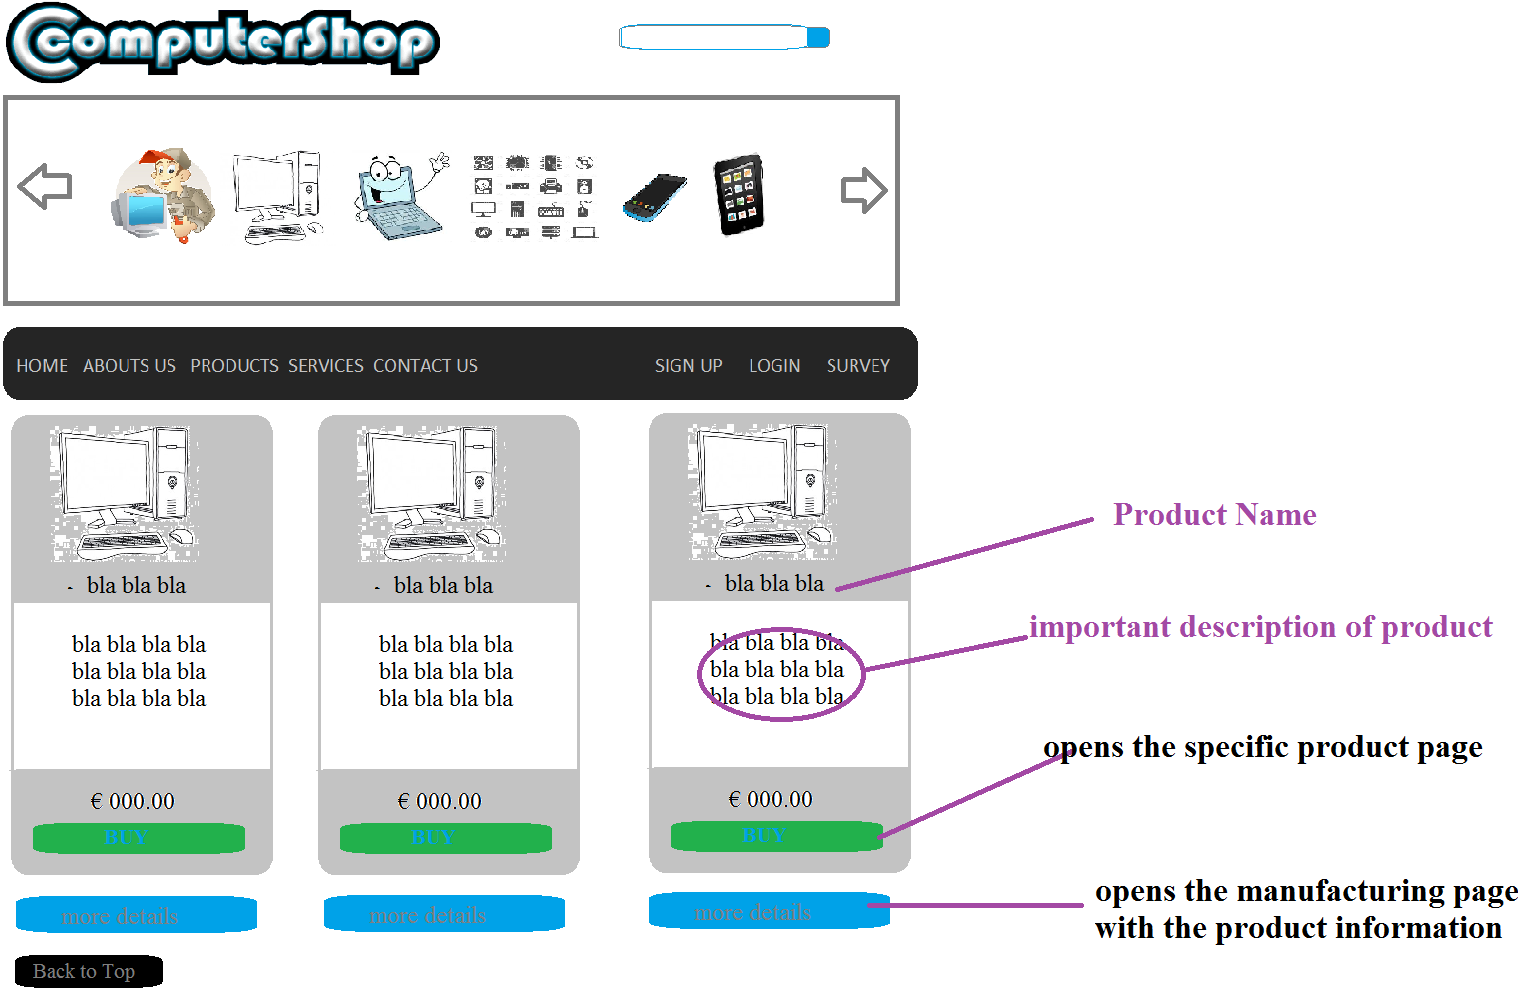 ComputerShop
HOME ABOUTS US PRODUCTS SERVICES CONTACT US SIGN UP LOGIN SURVEY
- bla bla bla
bla bla bla bla
bla bla bla bla
bla bla bla bla
€ 000.00
BUY
more details
- bla bla bla
bla bla bla bla
bla bla bla bla
bla bla bla bla
€ 000.00
BUY
more details
- bla bla bla
bla bla bla bla
bla bla bla bla
bla bla bla bla
€ 000.00
BUY
more details
Product Name
important description of product
opens the specific product page
opens the manufacturing page
with the product information
Back to Top